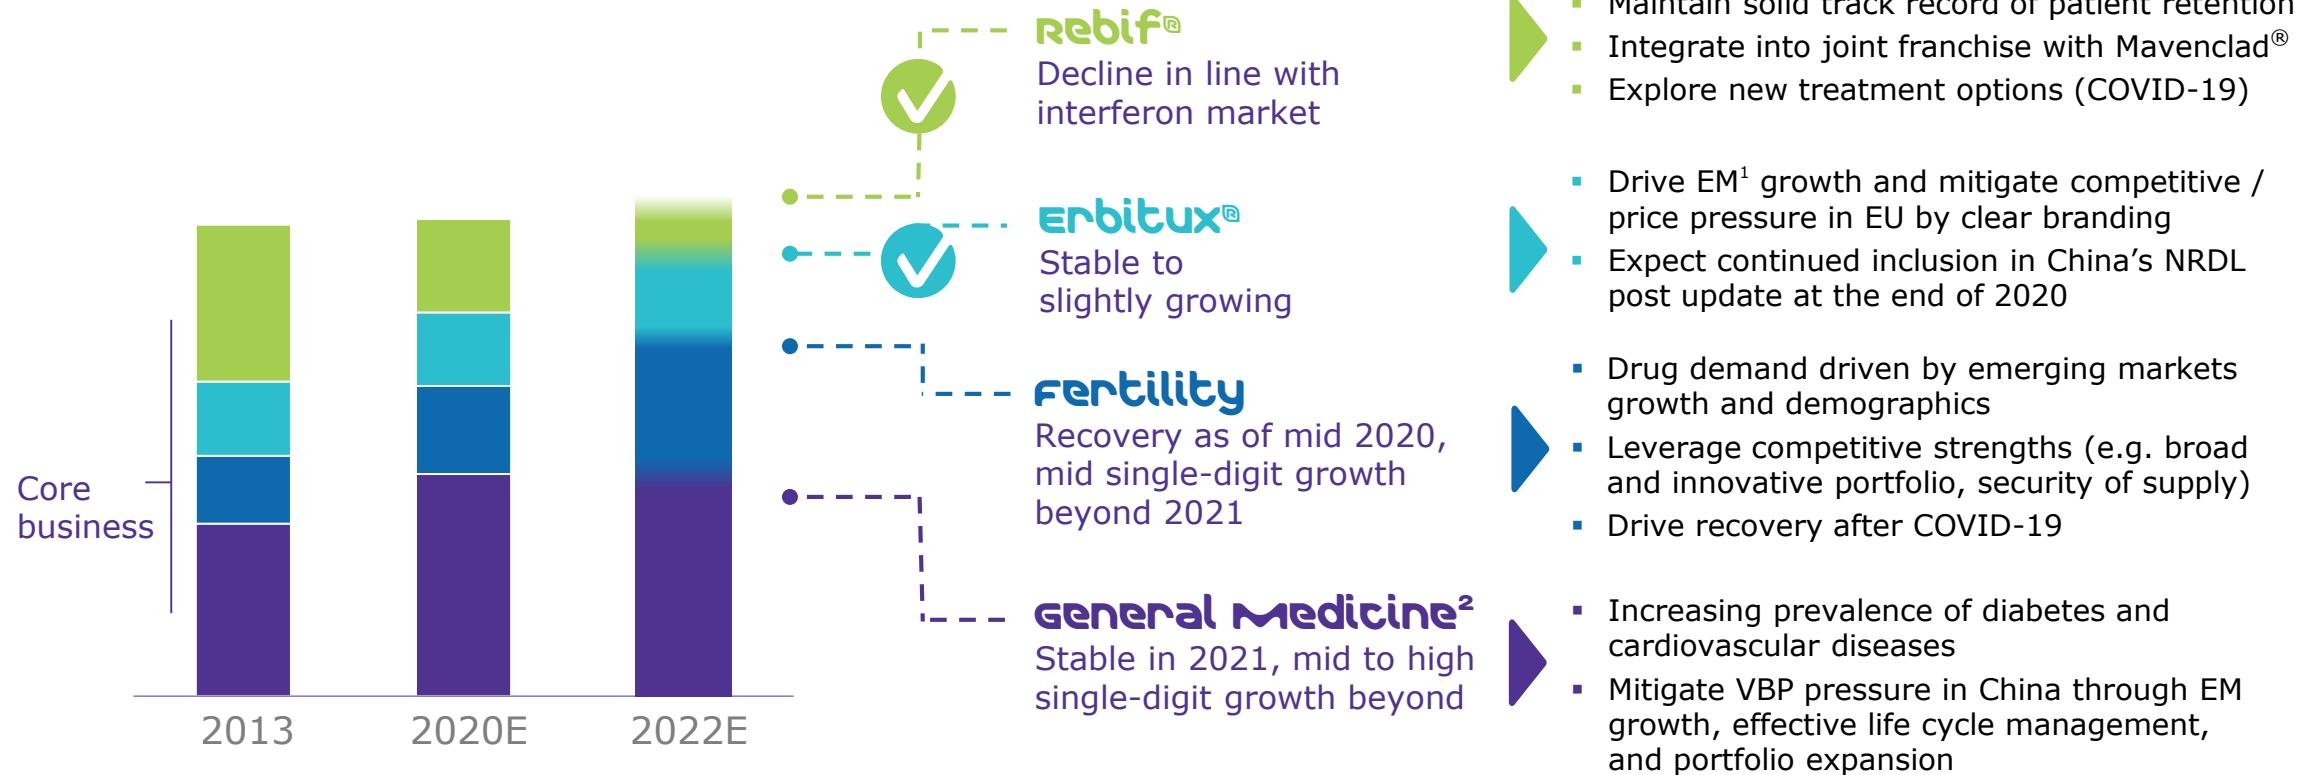 Rebif®
Decline in line with
interferon market
Maintain solid track record of patient retention
Integrate into joint franchise with Mavenclad®
Explore new treatment options (COVID-19)
Erbitux®
Stable to
slightly growing
Drive EM¹ growth and mitigate competitive /
price pressure in EU by clear branding
Expect continued inclusion in China’s NRDL
post update at the end of 2020
Fertility
Recovery as of mid 2020,
mid single-digit growth
beyond 2021
Drug demand driven by emerging markets
growth and demographics
Leverage competitive strengths (e.g. broad
and innovative portfolio, security of supply)
Drive recovery after COVID-19
General Medicine²
Stable in 2021, mid to high
single-digit growth beyond
Increasing prevalence of diabetes and
cardiovascular diseases
Mitigate VBP pressure in China through EM
growth, effective life cycle management,
and portfolio expansion
Core
business
2013
2020E
2022E